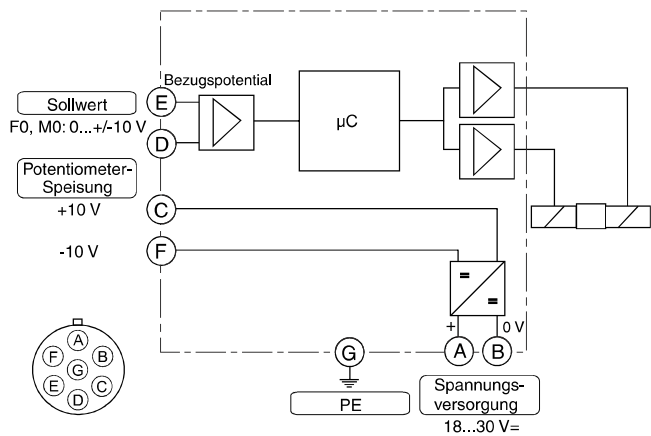 Bezugspotential
Sollwert
F0, M0: 0...+/-10 V
E
D
µC
Potentiometer-
Speisung
+10 V
C
-10 V
F
=
=
+
0 V
A
B
G
PE
Spannungs-
versorgung
18...30 V=
A
F
B
G
E
C
D